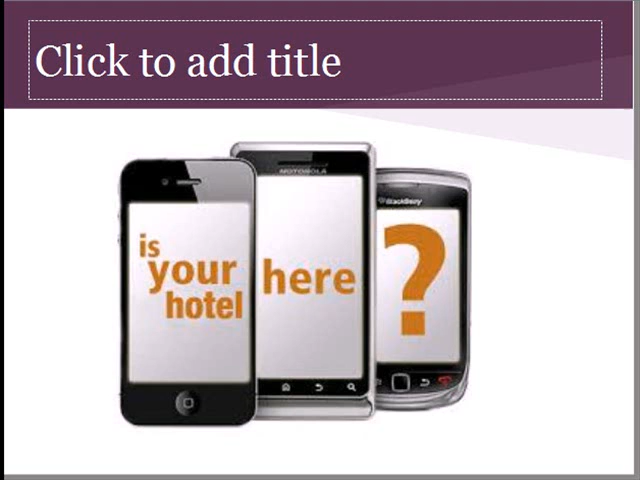 Click to add title
MOTOROLA
BlackBerry
is
your
hotel
here
?